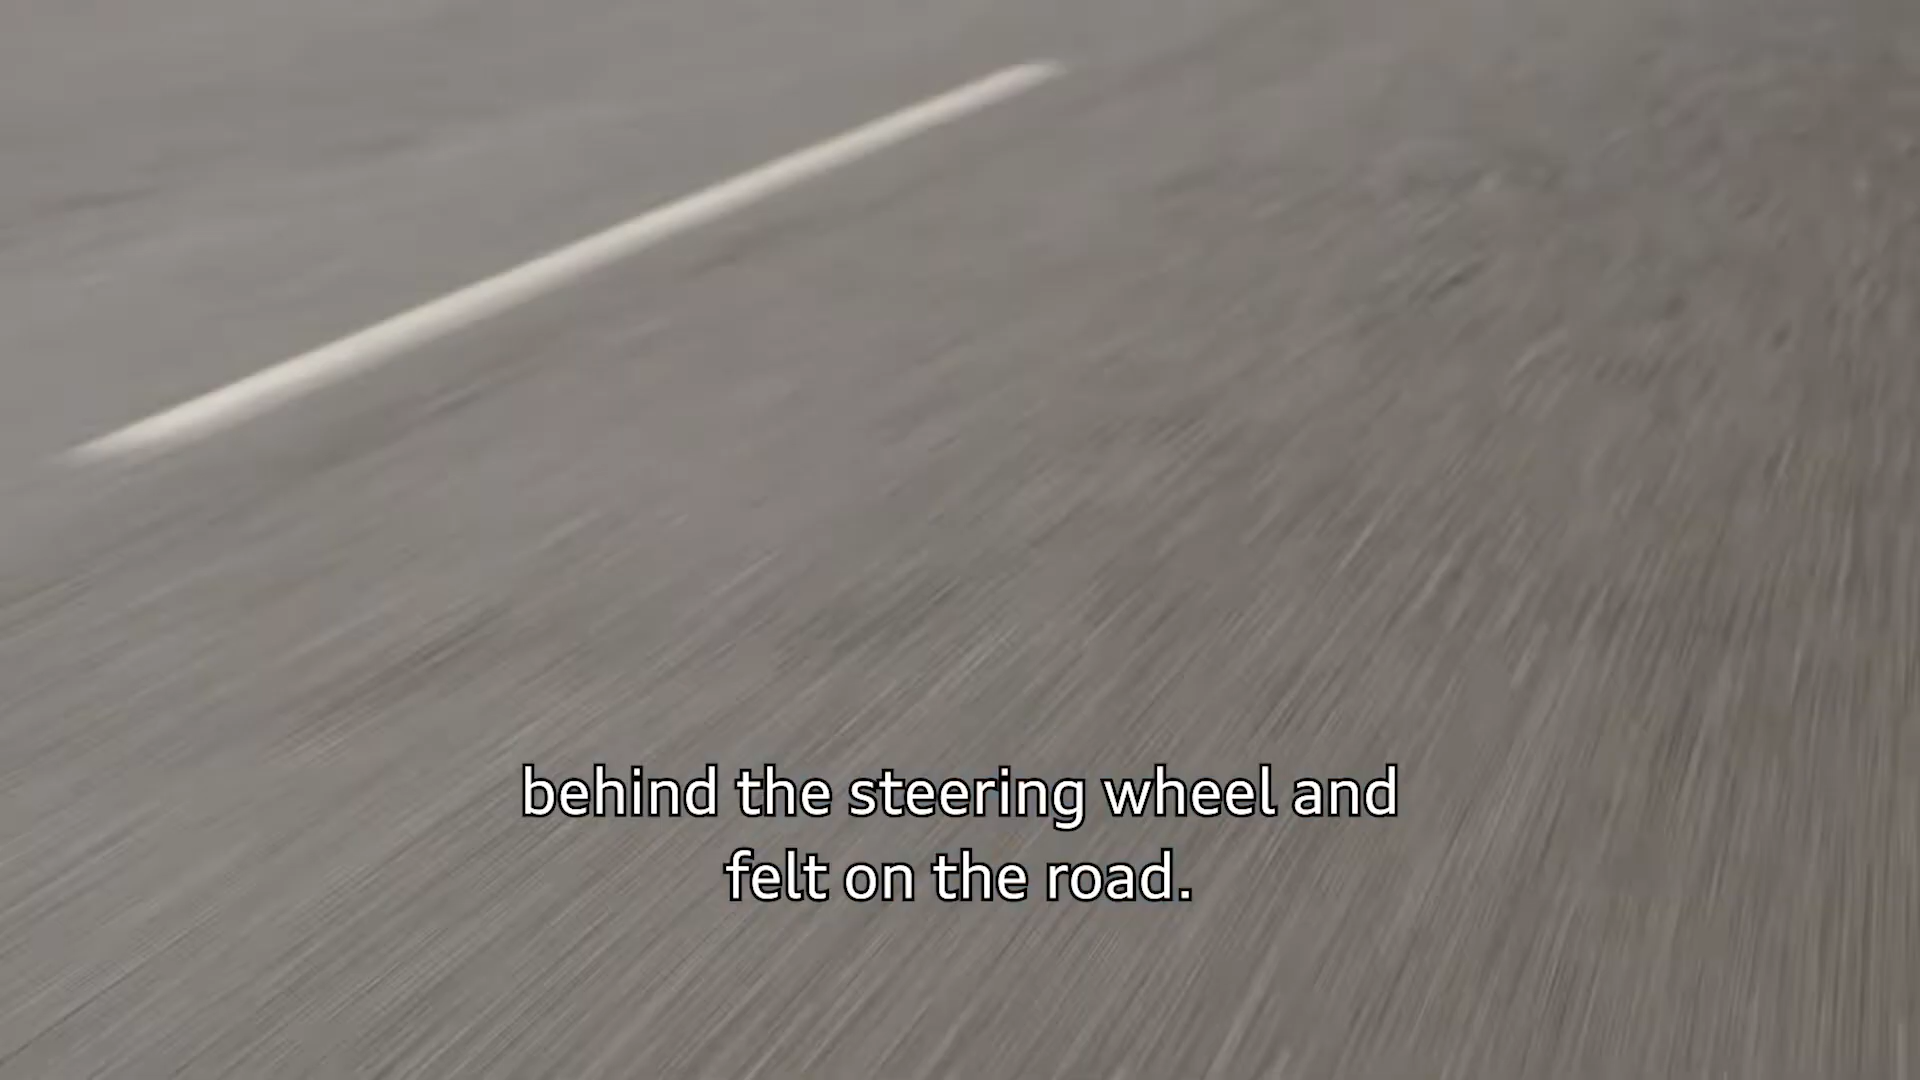 behind the steering wheel and
felt on the road.